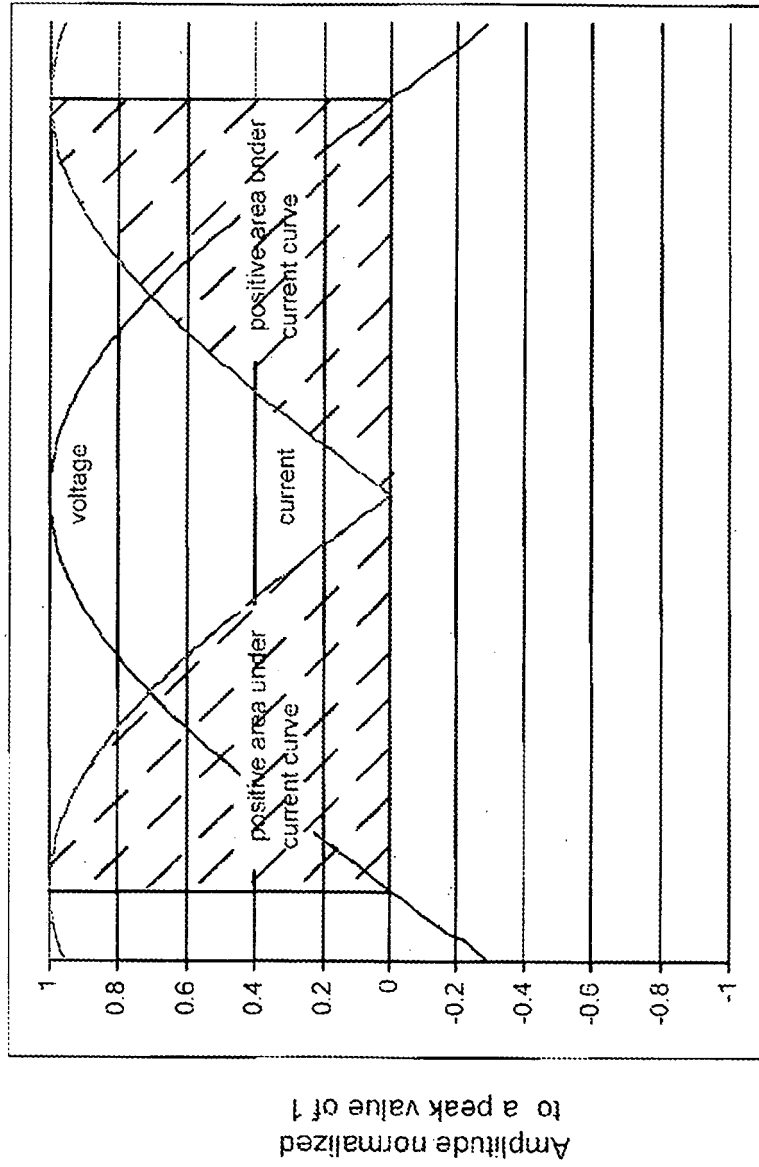 Amplitude normalized
to a peak value of 1
1
0.8
0.6
0.4
0.2
0
-0.2
-0.4
-0.6
-0.8
-1
voltage
current
positive area under
current curve
positive area under
current curve